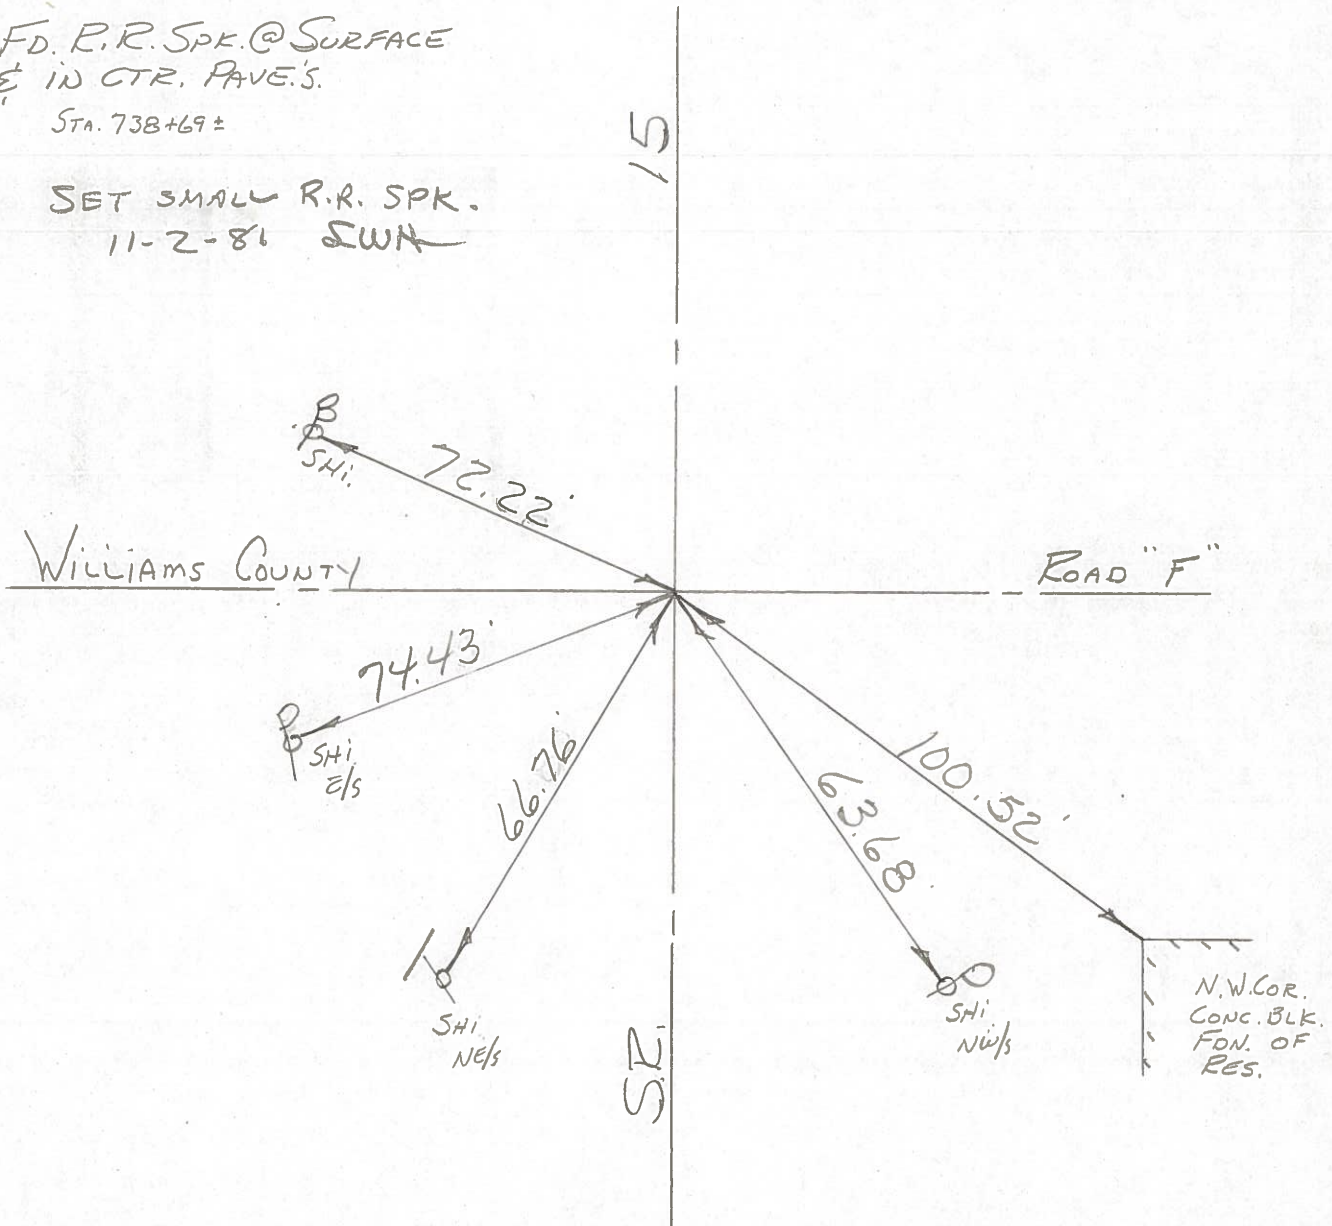 FD. R.R. SPK. @ SURFACE
& IN CTR. PAVE.'S.
STA. 738+69±
SET SMALL R.R. SPK.
11-2-81
15
B
SHi.
72.22'
WILLIAMS COUNTY
ROAD "F"
74.43'
P
SHi
E/S
66.76'
T
SHi
NE/S
63.68'
P
SHi
NW/S
100.52'
N.W. COR.
CONC. BLK.
FDN. OF
RES.
S.R.